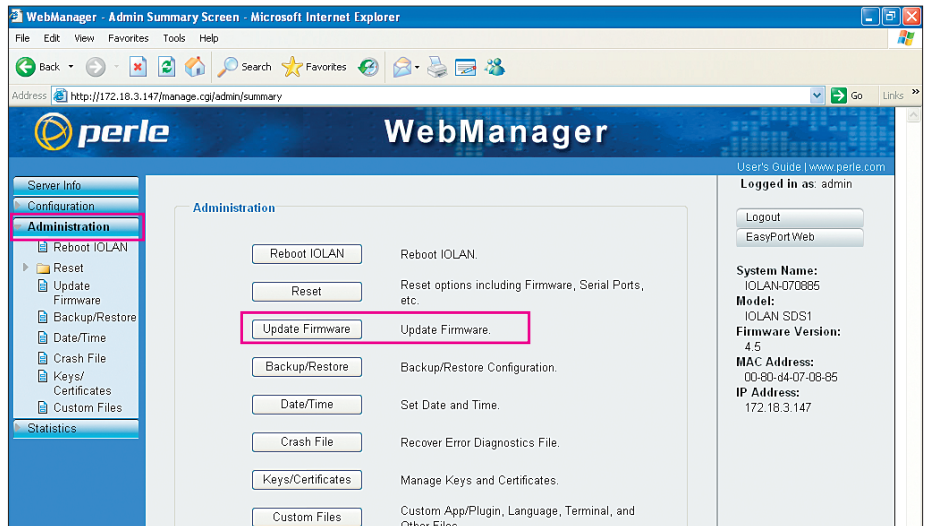 WebManager - Admin Summary Screen - Microsoft Internet Explorer
File Edit View Favorites Tools Help
Back Search Favorites
Address http://172.18.3.147/manage.cgi/admin/summary Go Links »
perle WebManager
User's Guide | www.perle.com
Server Info
Configuration
Administration
Reboot IOLAN
Reset
Update
Firmware
Backup/Restore
Date/Time
Crash File
Keys/
Certificates
Custom Files
Statistics
Administration
Reboot IOLAN Reboot IOLAN.
Reset Reset options including Firmware, Serial Ports,
etc.
Update Firmware Update Firmware.
Backup/Restore Backup/Restore Configuration.
Date/Time Set Date and Time.
Crash File Recover Error Diagnostics File.
Keys/Certificates Manage Keys and Certificates.
Custom Files Custom App/Plugin, Language, Terminal, and
Other Files.
Logged in as: admin
Logout
EasyPort Web
System Name:
IOLAN-070885
Model:
IOLAN SDS1
Firmware Version:
4.5
MAC Address:
00-80-d4-07-08-85
IP Address:
172.18.3.147